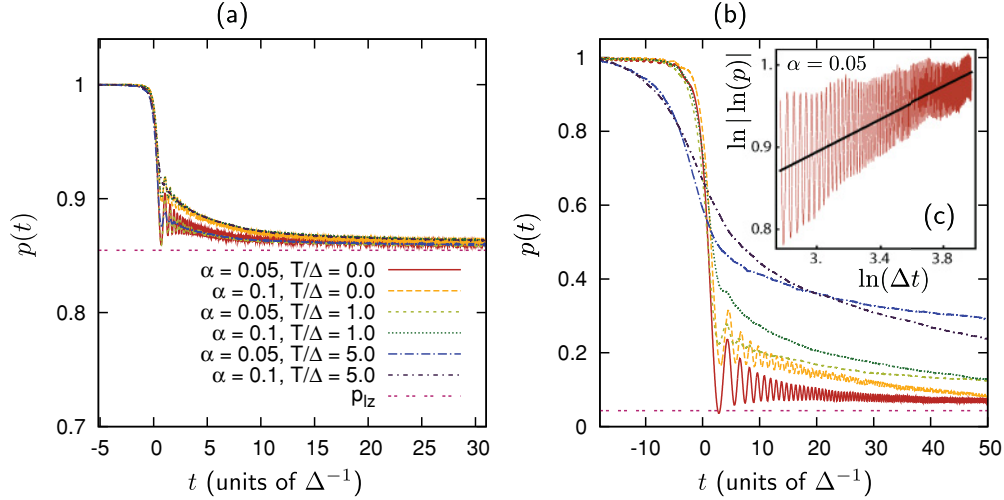 (a)
1
0.9
0.8
0.7
p(t)
-5 0 5 10 15 20 25 30
t (units of Δ⁻¹)
α = 0.05, T/Δ = 0.0
α = 0.1, T/Δ = 0.0
α = 0.05, T/Δ = 1.0
α = 0.1, T/Δ = 1.0
α = 0.05, T/Δ = 5.0
α = 0.1, T/Δ = 5.0
p_lz
(b)
1
0.8
0.6
0.4
0.2
0
p(t)
-10 0 10 20 30 40 50
t (units of Δ⁻¹)
α = 0.05
1.0
0.9
0.8
ln | ln(p)|
(c)
3. 3.4 3.8
ln(Δt)